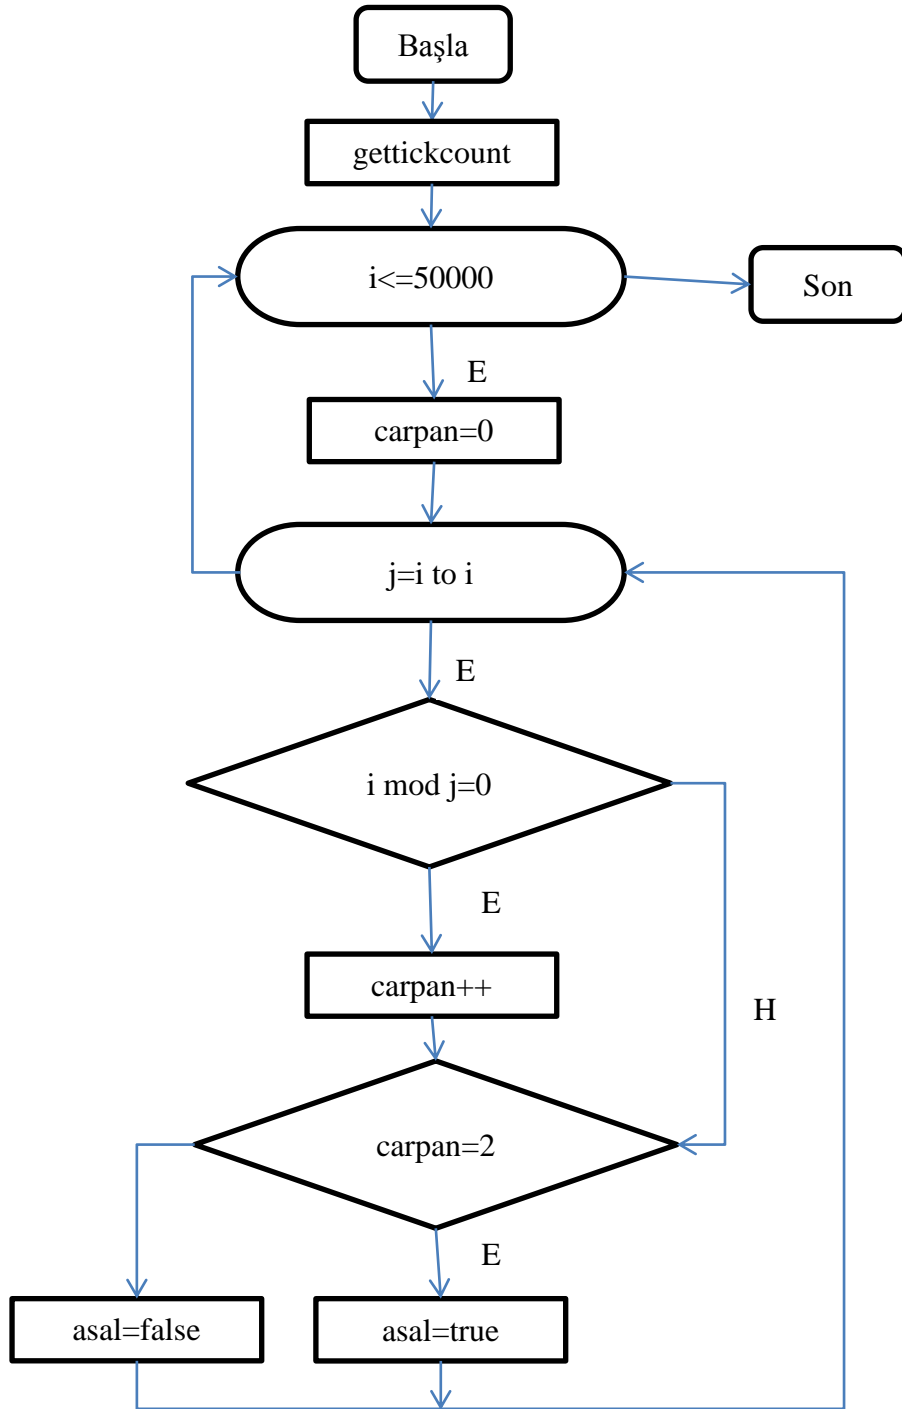 Başla
gettickcount
i<=50000
Son
E
carpan=0
j=i to i
E
i mod j=0
E
carpan++
H
carpan=2
E
asal=false
asal=true